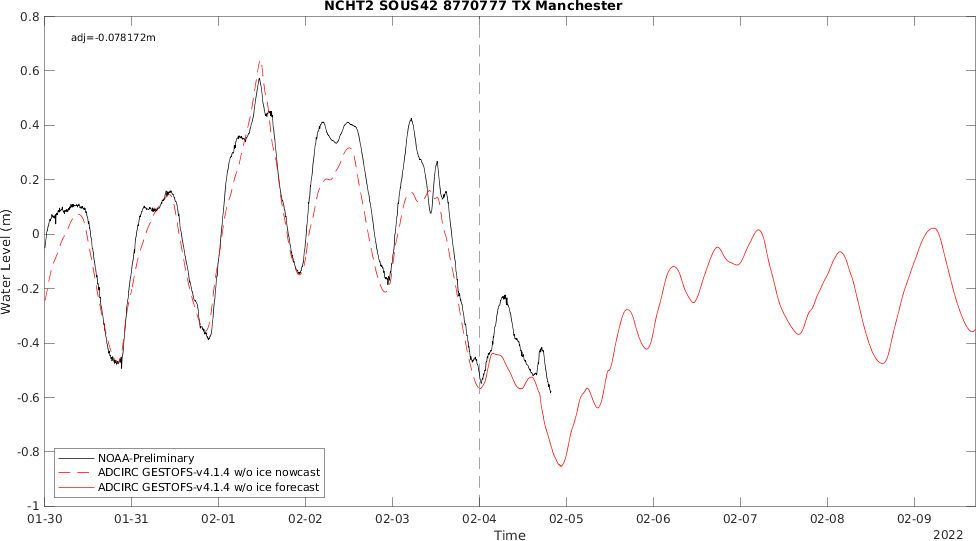 NCHT2 SOUS42 8770777 TX Manchester
adj=-0.078172m
0.8
0.6
0.4
0.2
0
-0.2
-0.4
-0.6
-0.8
-1
Water Level (m)
NOAA-Preliminary
ADCIRC GESTOFS-v4.1.4 w/o ice nowcast
ADCIRC GESTOFS-v4.1.4 w/o ice forecast
01-30 01-31 02-01 02-02 02-03 02-04 02-05 02-06 02-07 02-08 02-09
Time
2022